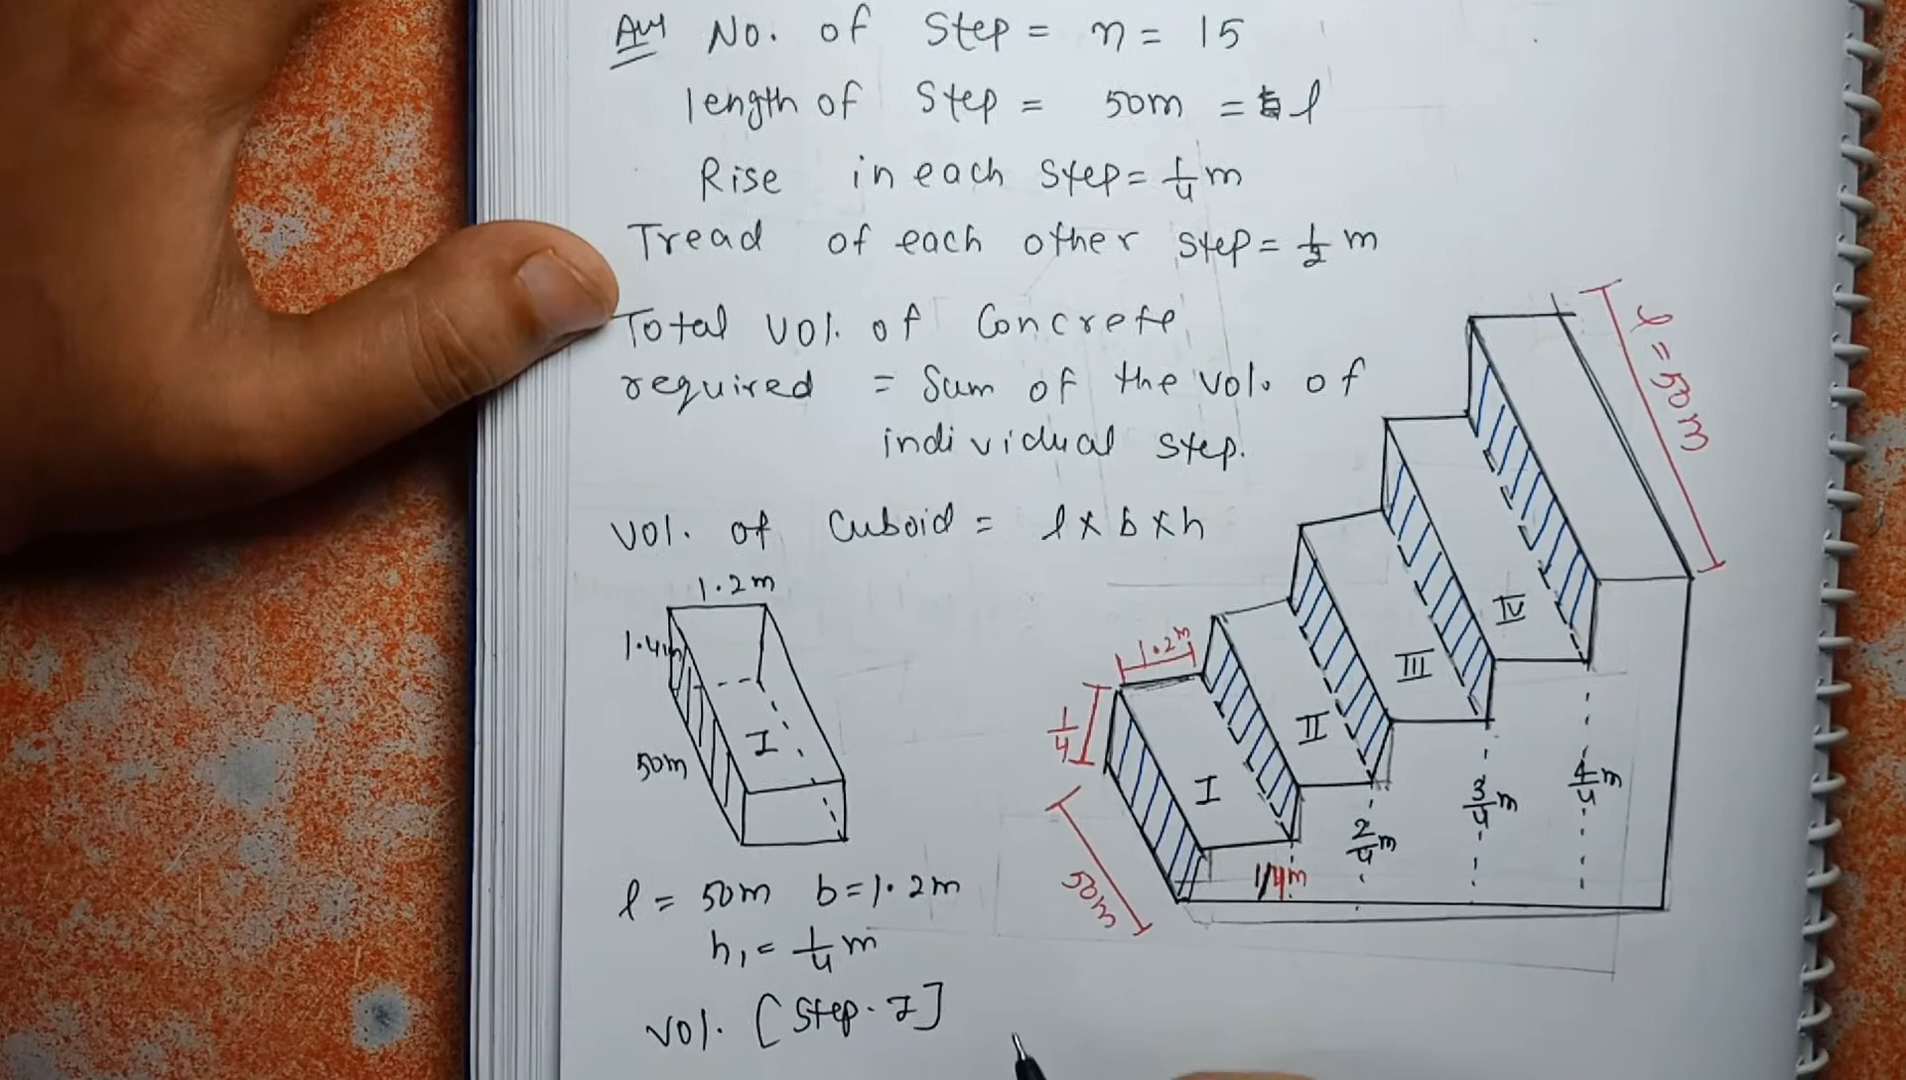 Ans No. of Step = n = 15
length of Step = 50m = l
Rise in each Step = 1/4 m
Tread of each other step = 1/2 m
Total vol. of Concrete
required = Sum of the vol. of
individual step.
vol. of Cuboid = l x b x h
1.2m
1.4m
I
50m
l = 50m b = 1.2m
h1 = 1/4 m
vol. [Step. I]
l = 50m
1.2m
1/4
50m
I
II
III
IV
1/4m
2/4 m
3/4 m
4/4 m